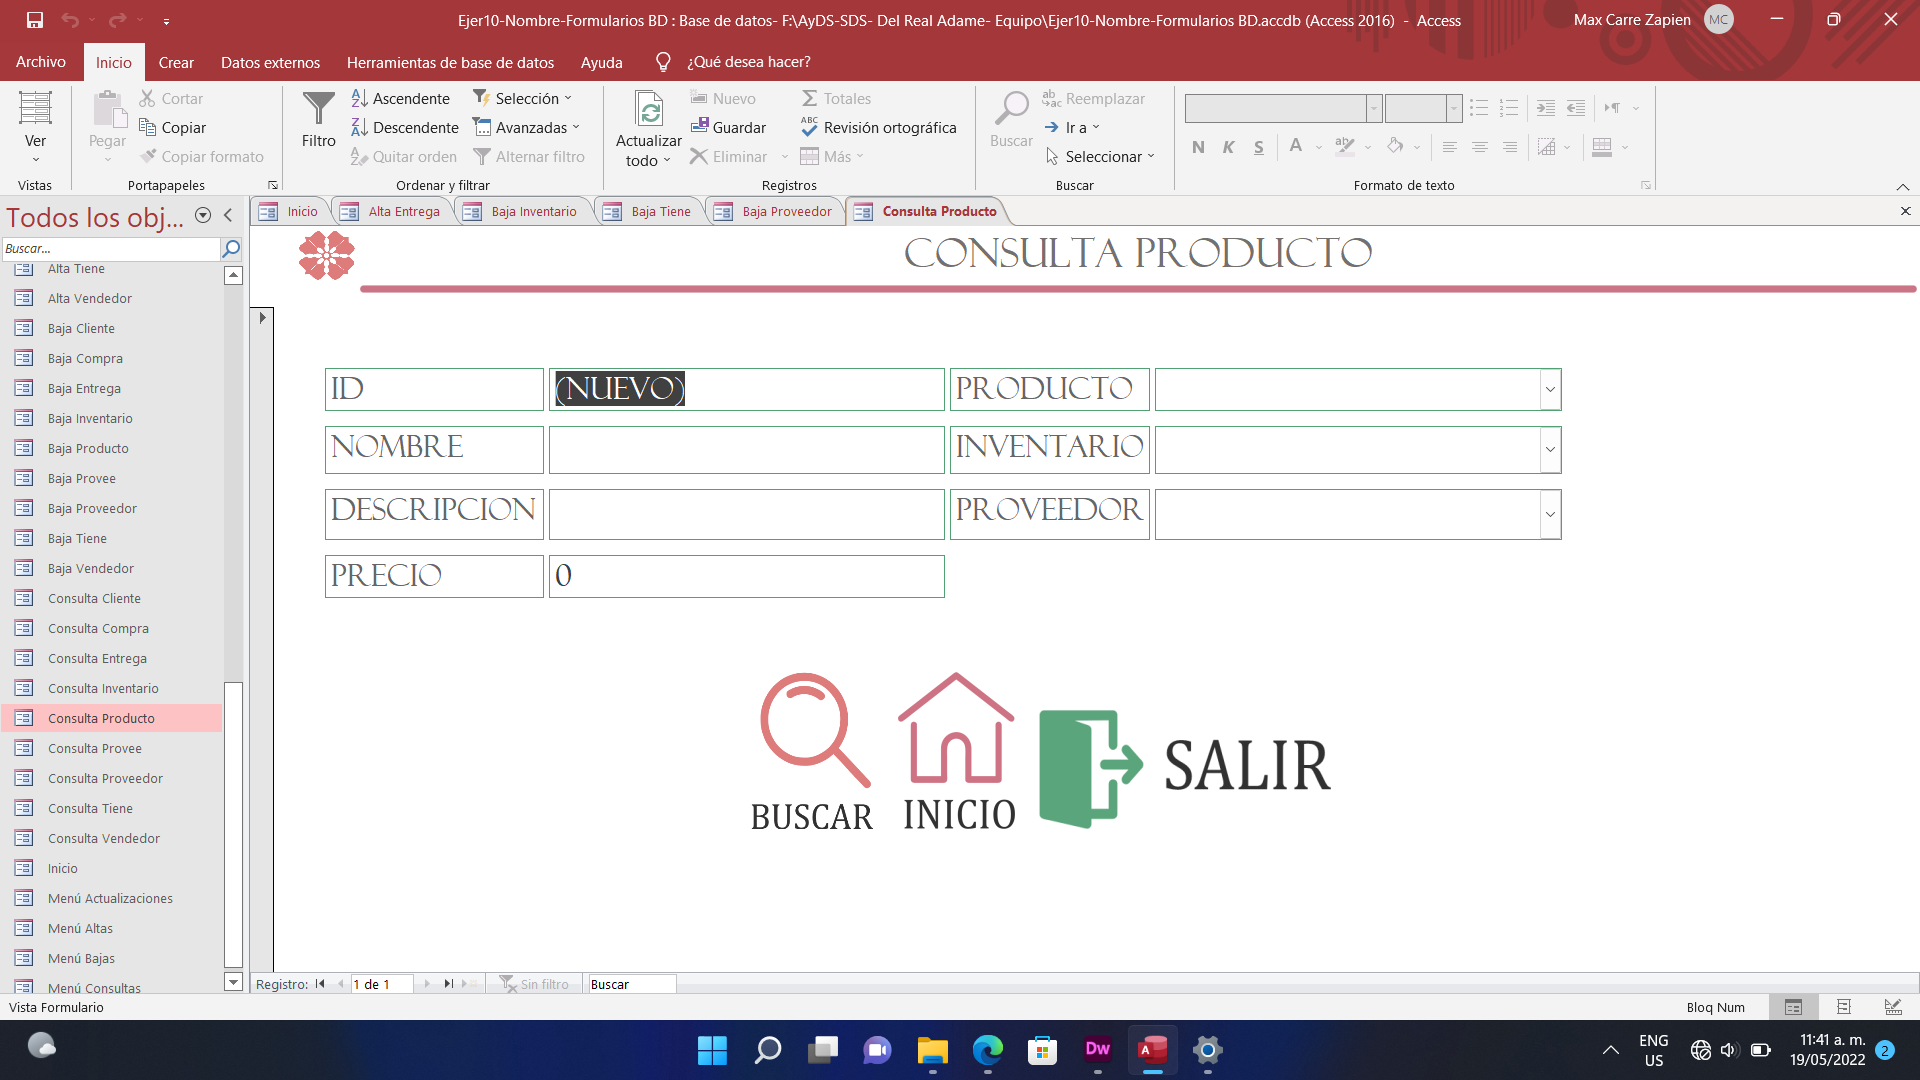 Ejer10-Nombre-Formularios BD : Base de datos- F:\AyDS-SDS- Del Real Adame- Equipo\Ejer10-Nombre-Formularios BD.accdb (Access 2016) - Access
Max Carre Zapien
MC
Archivo
Inicio
Crear
Datos externos
Herramientas de base de datos
Ayuda
¿Qué desea hacer?
Ver
Vistas
Pegar
Cortar
Copiar
Copiar formato
Portapapeles
Filtro
Ascendente
Descendente
Quitar orden
Selección
Avanzadas
Alternar filtro
Ordenar y filtrar
Actualizar
todo
Nuevo
Guardar
Eliminar
Totales
Revisión ortográfica
Más
Registros
Buscar
Reemplazar
Ir a
Seleccionar
Buscar
N K S A
Formato de texto
Todos los obj...
Buscar...
Alta Tiene
Alta Vendedor
Baja Cliente
Baja Compra
Baja Entrega
Baja Inventario
Baja Producto
Baja Provee
Baja Proveedor
Baja Tiene
Baja Vendedor
Consulta Cliente
Consulta Compra
Consulta Entrega
Consulta Inventario
Consulta Producto
Consulta Provee
Consulta Proveedor
Consulta Tiene
Consulta Vendedor
Inicio
Menú Actualizaciones
Menú Altas
Menú Bajas
Menú Consultas
Inicio
Alta Entrega
Baja Inventario
Baja Tiene
Baja Proveedor
Consulta Producto
CONSULTA PRODUCTO
ID
(NUEVO)
PRODUCTO
NOMBRE
INVENTARIO
DESCRIPCION
PROVEEDOR
PRECIO
0
BUSCAR
INICIO
SALIR
Registro:
1 de 1
Sin filtro
Buscar
Vista Formulario
Bloq Num
Dw
A
ENG
US
11:41 a. m.
19/05/2022
2